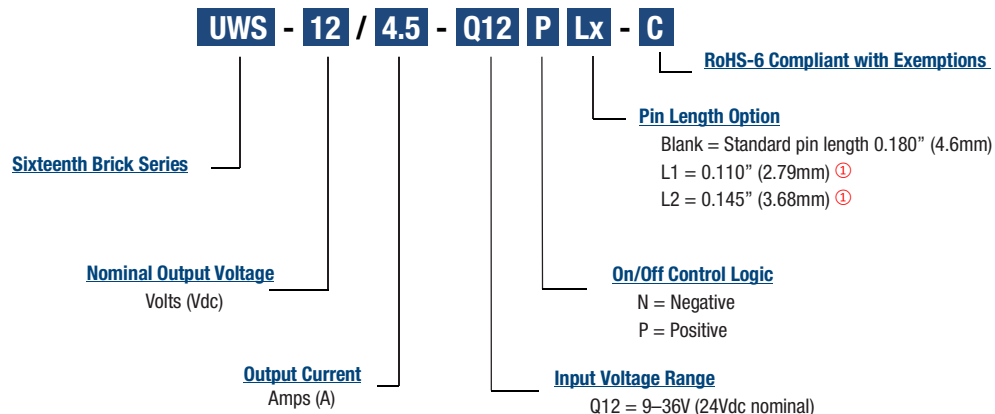 UWS - 12 / 4.5 - Q12 P Lx - C
RoHS-6 Compliant with Exemptions
Pin Length Option
Blank = Standard pin length 0.180” (4.6mm)
L1 = 0.110” (2.79mm) ①
L2 = 0.145” (3.68mm) ①
Sixteenth Brick Series
Nominal Output Voltage
Volts (Vdc)
On/Off Control Logic
N = Negative
P = Positive
Output Current
Amps (A)
Input Voltage Range
Q12 = 9–36V (24Vdc nominal)